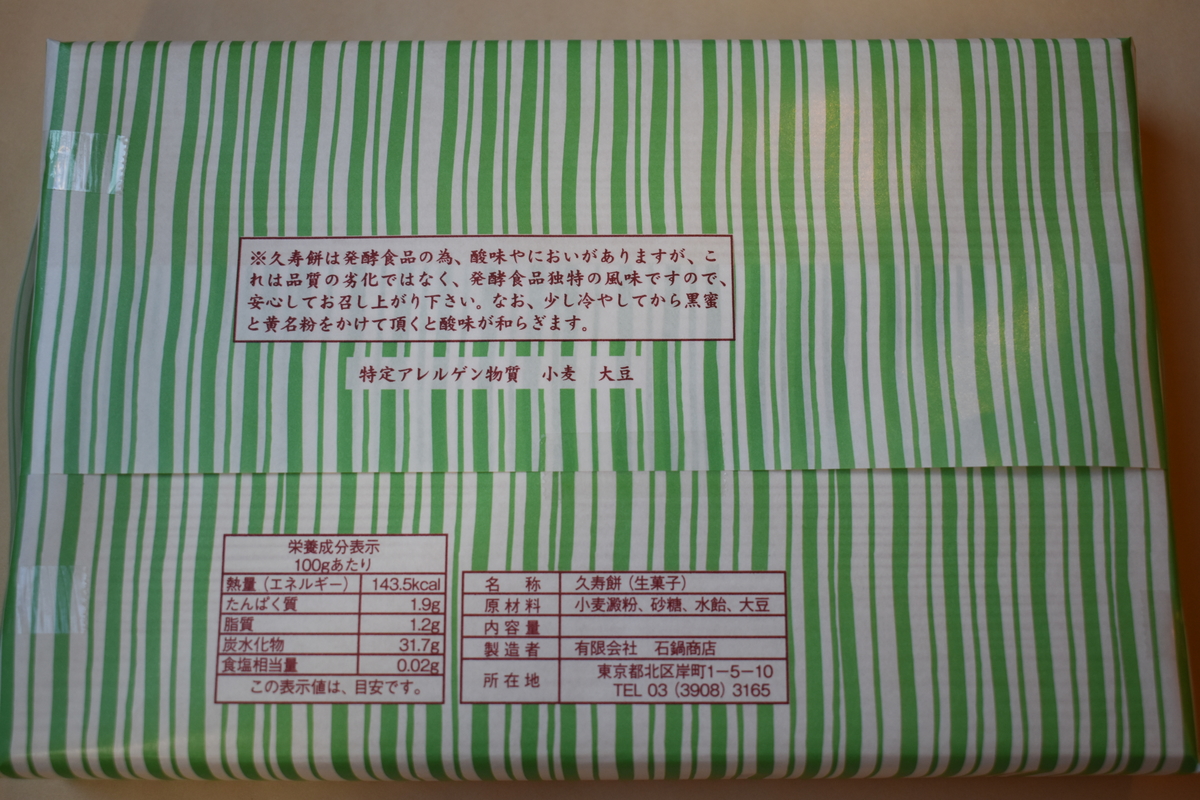 ※久寿餅は発酵食品の為、酸味やにおいがありますが、こ
れは品質の劣化ではなく、発酵食品独特の風味ですので、
安心してお召し上がり下さい。なお、少し冷やしてから黒蜜
と黄名粉をかけて頂くと酸味が和らぎます。
特定アレルゲン物質 小麦 大豆
栄養成分表示
100gあたり
熱量（エネルギー） 143.5kcal
たんぱく質 1.9g
脂質 1.2g
炭水化物 31.7g
食塩相当量 0.02g
この表示値は、目安です。
名称 久寿餅（生菓子）
原材料 小麦澱粉、砂糖、水飴、大豆
内容量
製造者 有限会社 石鍋商店
所在地 東京都北区岸町1－5－10
TEL 03（3908）3165